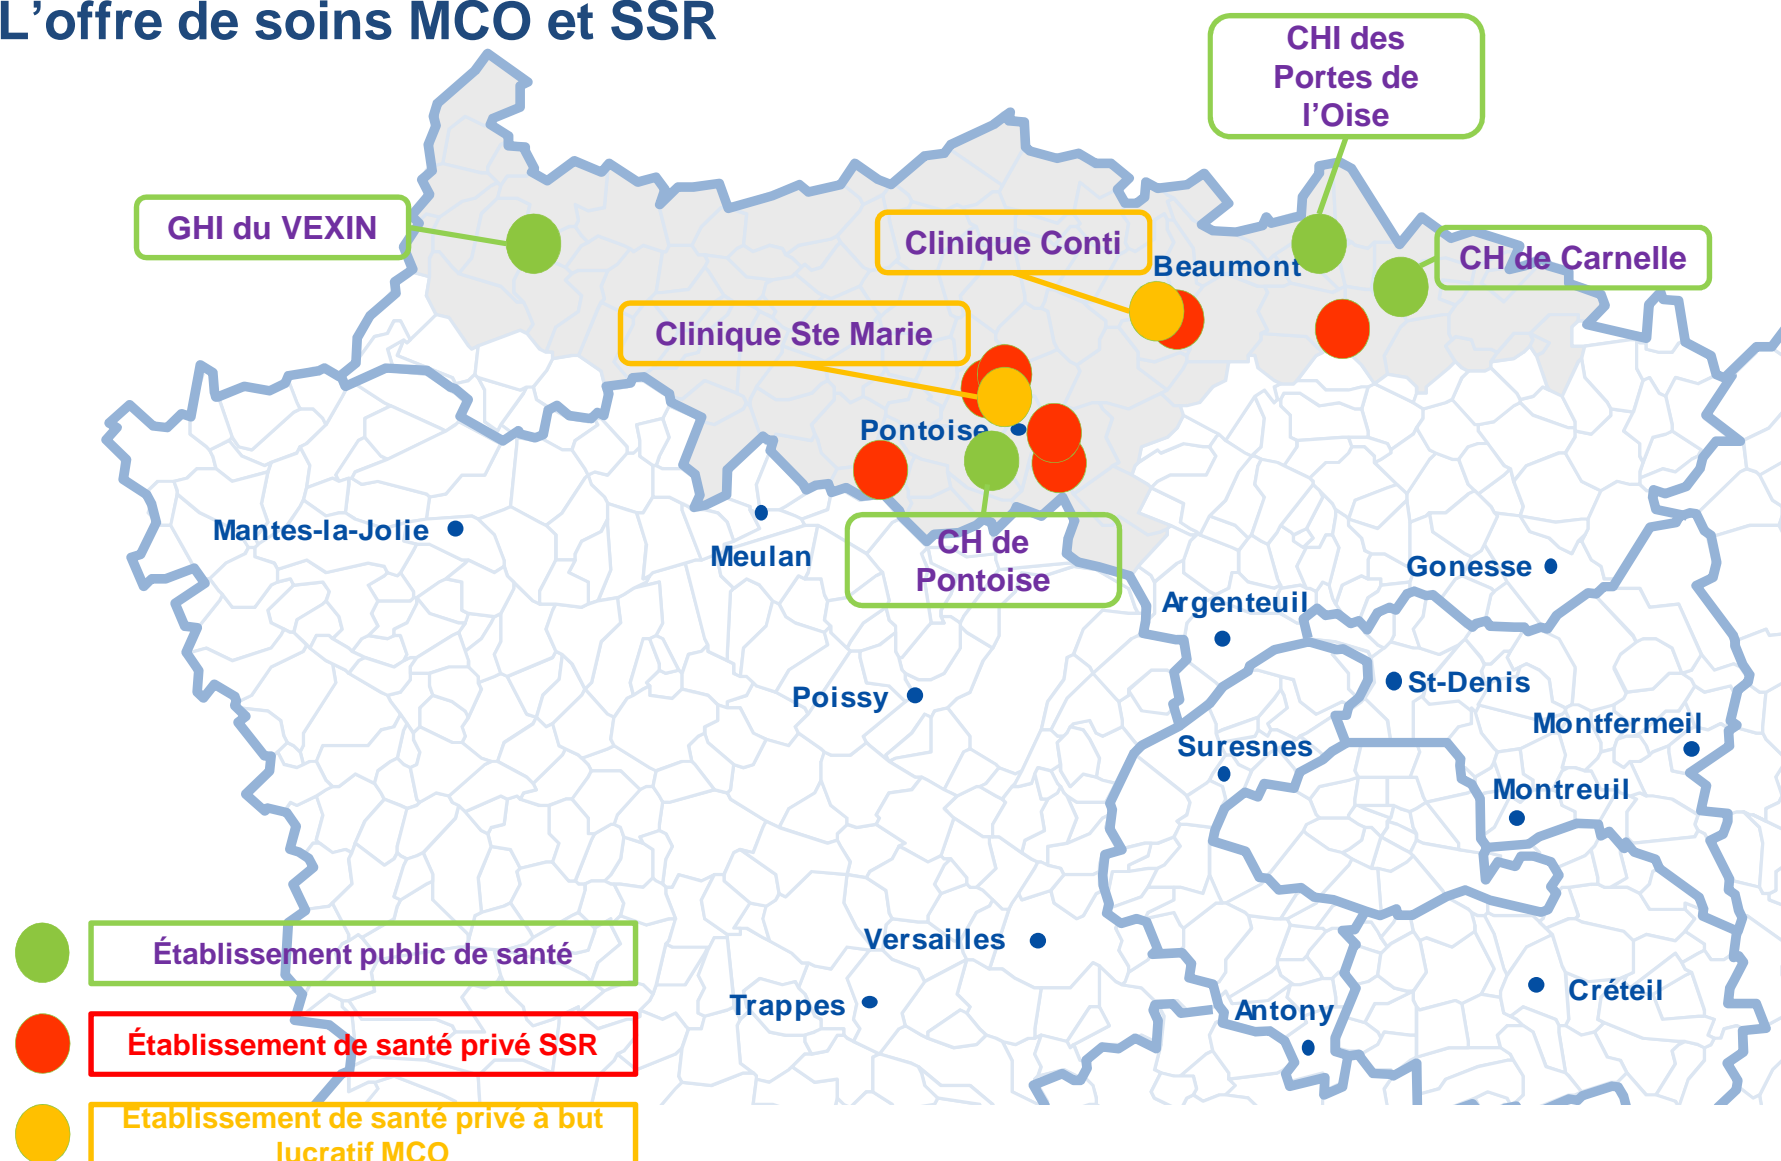 L'offre de soins MCO et SSR
CHI des
Portes de
l'Oise
GHI du VEXIN
Clinique Conti
CH de Carnelle
Beaumont
Clinique Ste Marie
Pontoise
Mantes-la-Jolie
Meulan
CH de
Pontoise
Gonesse
Argenteuil
Poissy
St-Denis
Montfermeil
Suresnes
Montreuil
Versailles
Établissement public de santé
Créteil
Trappes
Antony
Établissement de santé privé SSR
Etablissement de santé privé à but
lucratif MCO